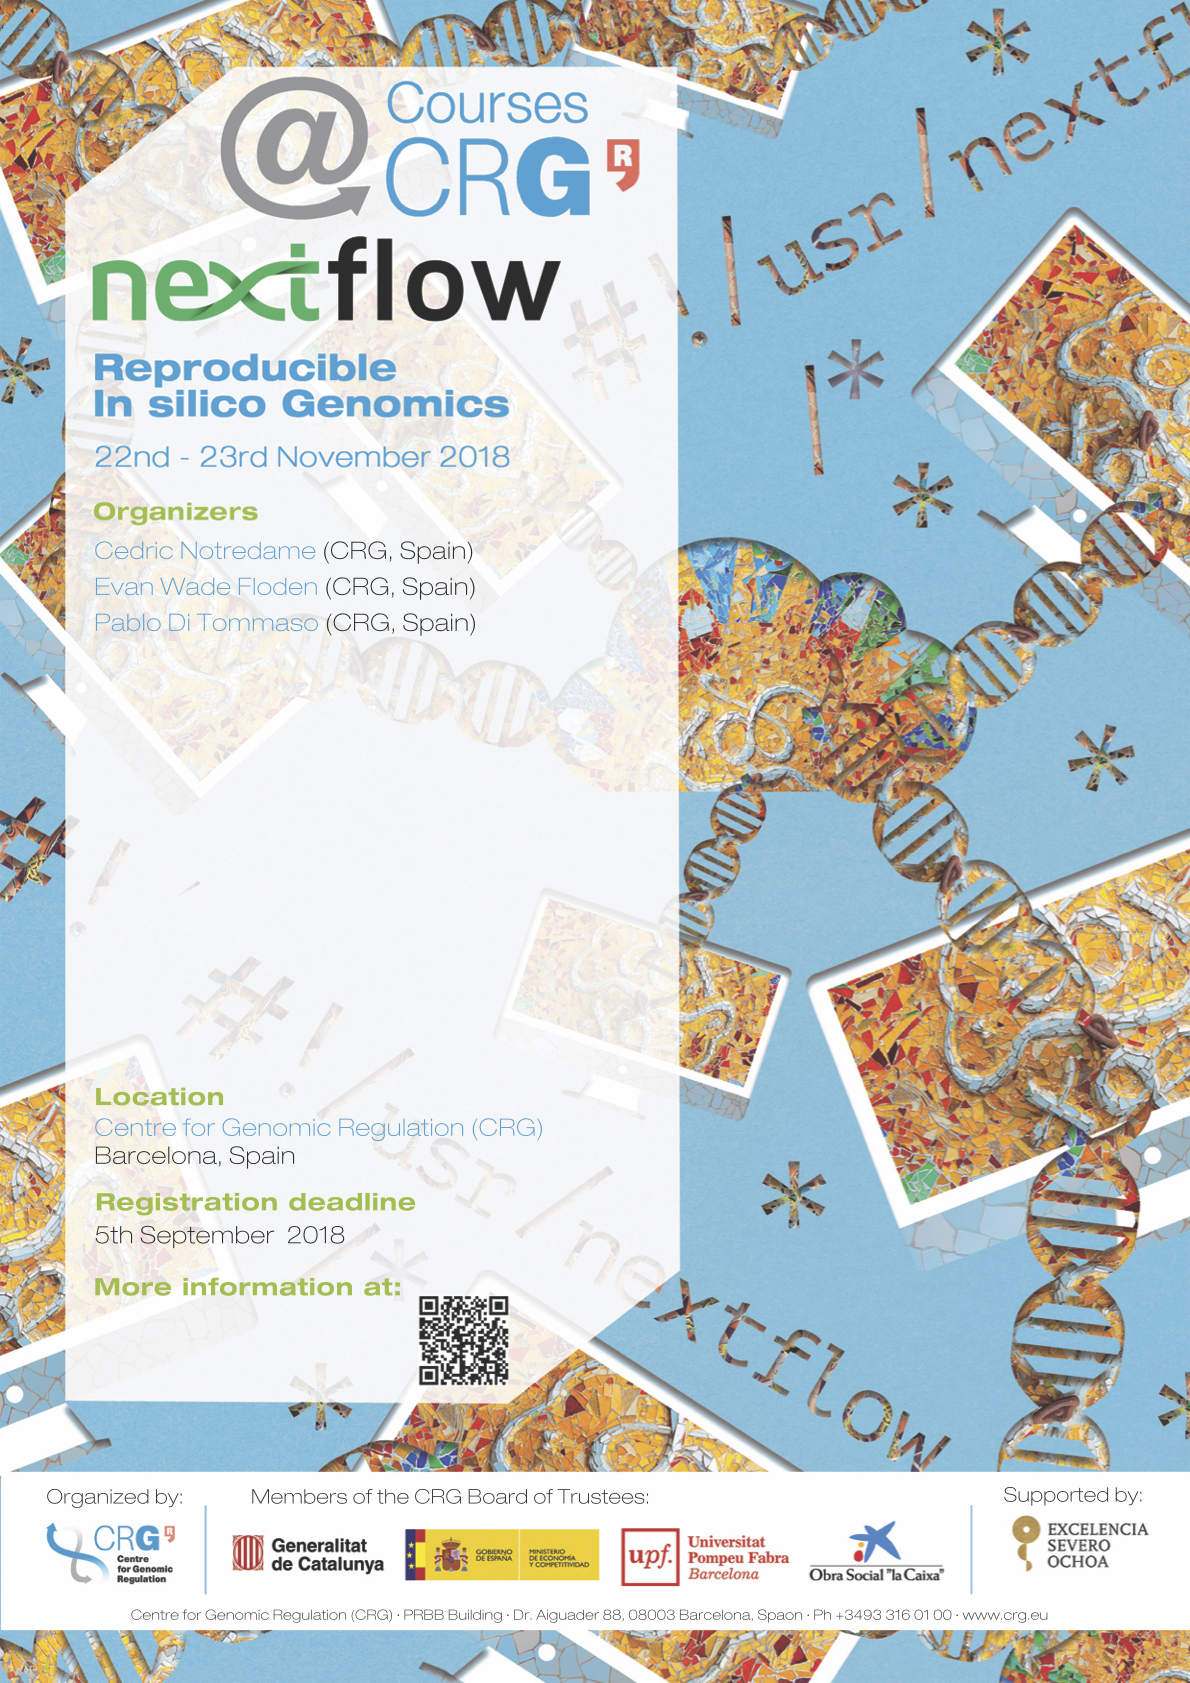 @ Courses
CRG R
nextflow
Reproducible
In silico Genomics
22nd - 23rd November 2018
Organizers
Cedric Notredame (CRG, Spain)
Evan Wade Floden (CRG, Spain)
Pablo Di Tommaso (CRG, Spain)
Location
Centre for Genomic Regulation (CRG)
Barcelona, Spain
Registration deadline
5th September 2018
More information at:
#!/usr/nextfl
/*
*
#!/
#!/usr/nextflow
/*
Organized by:
CRG R
Centre
for Genomic
Regulation
Members of the CRG Board of Trustees:
Generalitat
de Catalunya
GOBIERNO
DE ESPAÑA
MINISTERIO
DE ECONOMÍA
Y COMPETITIVIDAD
upf.
Universitat
Pompeu Fabra
Barcelona
Obra Social "la Caixa"
Supported by:
EXCELENCIA
SEVERO
OCHOA
Centre for Genomic Regulation (CRG) · PRBB Building · Dr. Aiguader 88, 08003 Barcelona, Spaon · Ph +3493 316 01 00 · www.crg.eu